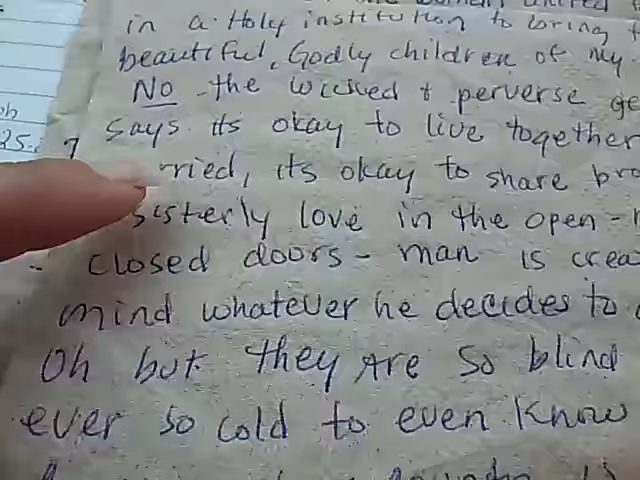 in a Holy institution to bring
beautiful, Godly children of My
No - the wicked & perverse ge
says its okay to live together
rried, its okay to share bro
sisterly love in the open -
closed doors - man is crea
mind whatever he decides to
Oh but they are so blind
ever so cold to even know
25.